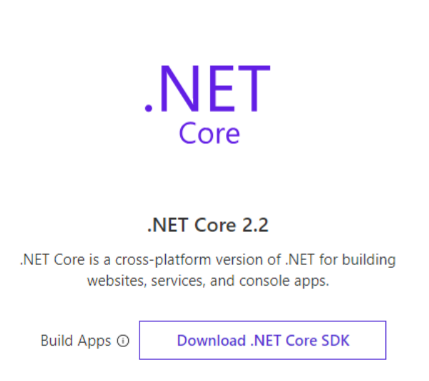 .NET
Core
.NET Core 2.2
.NET Core is a cross-platform version of .NET for building
websites, services, and console apps.
Build Apps Download .NET Core SDK